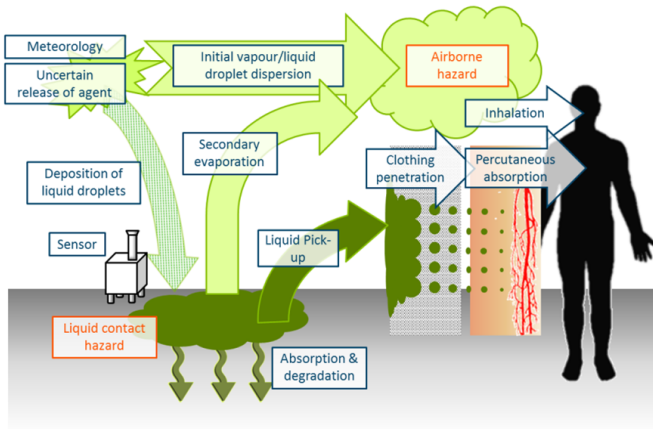 Meteorology
Uncertain
release of agent
Initial vapour/liquid
droplet dispersion
Airborne
hazard
Inhalation
Secondary
evaporation
Clothing
penetration
Percutaneous
absorption
Deposition of
liquid droplets
Sensor
Liquid Pick-
up
Liquid contact
hazard
Absorption &
degradation